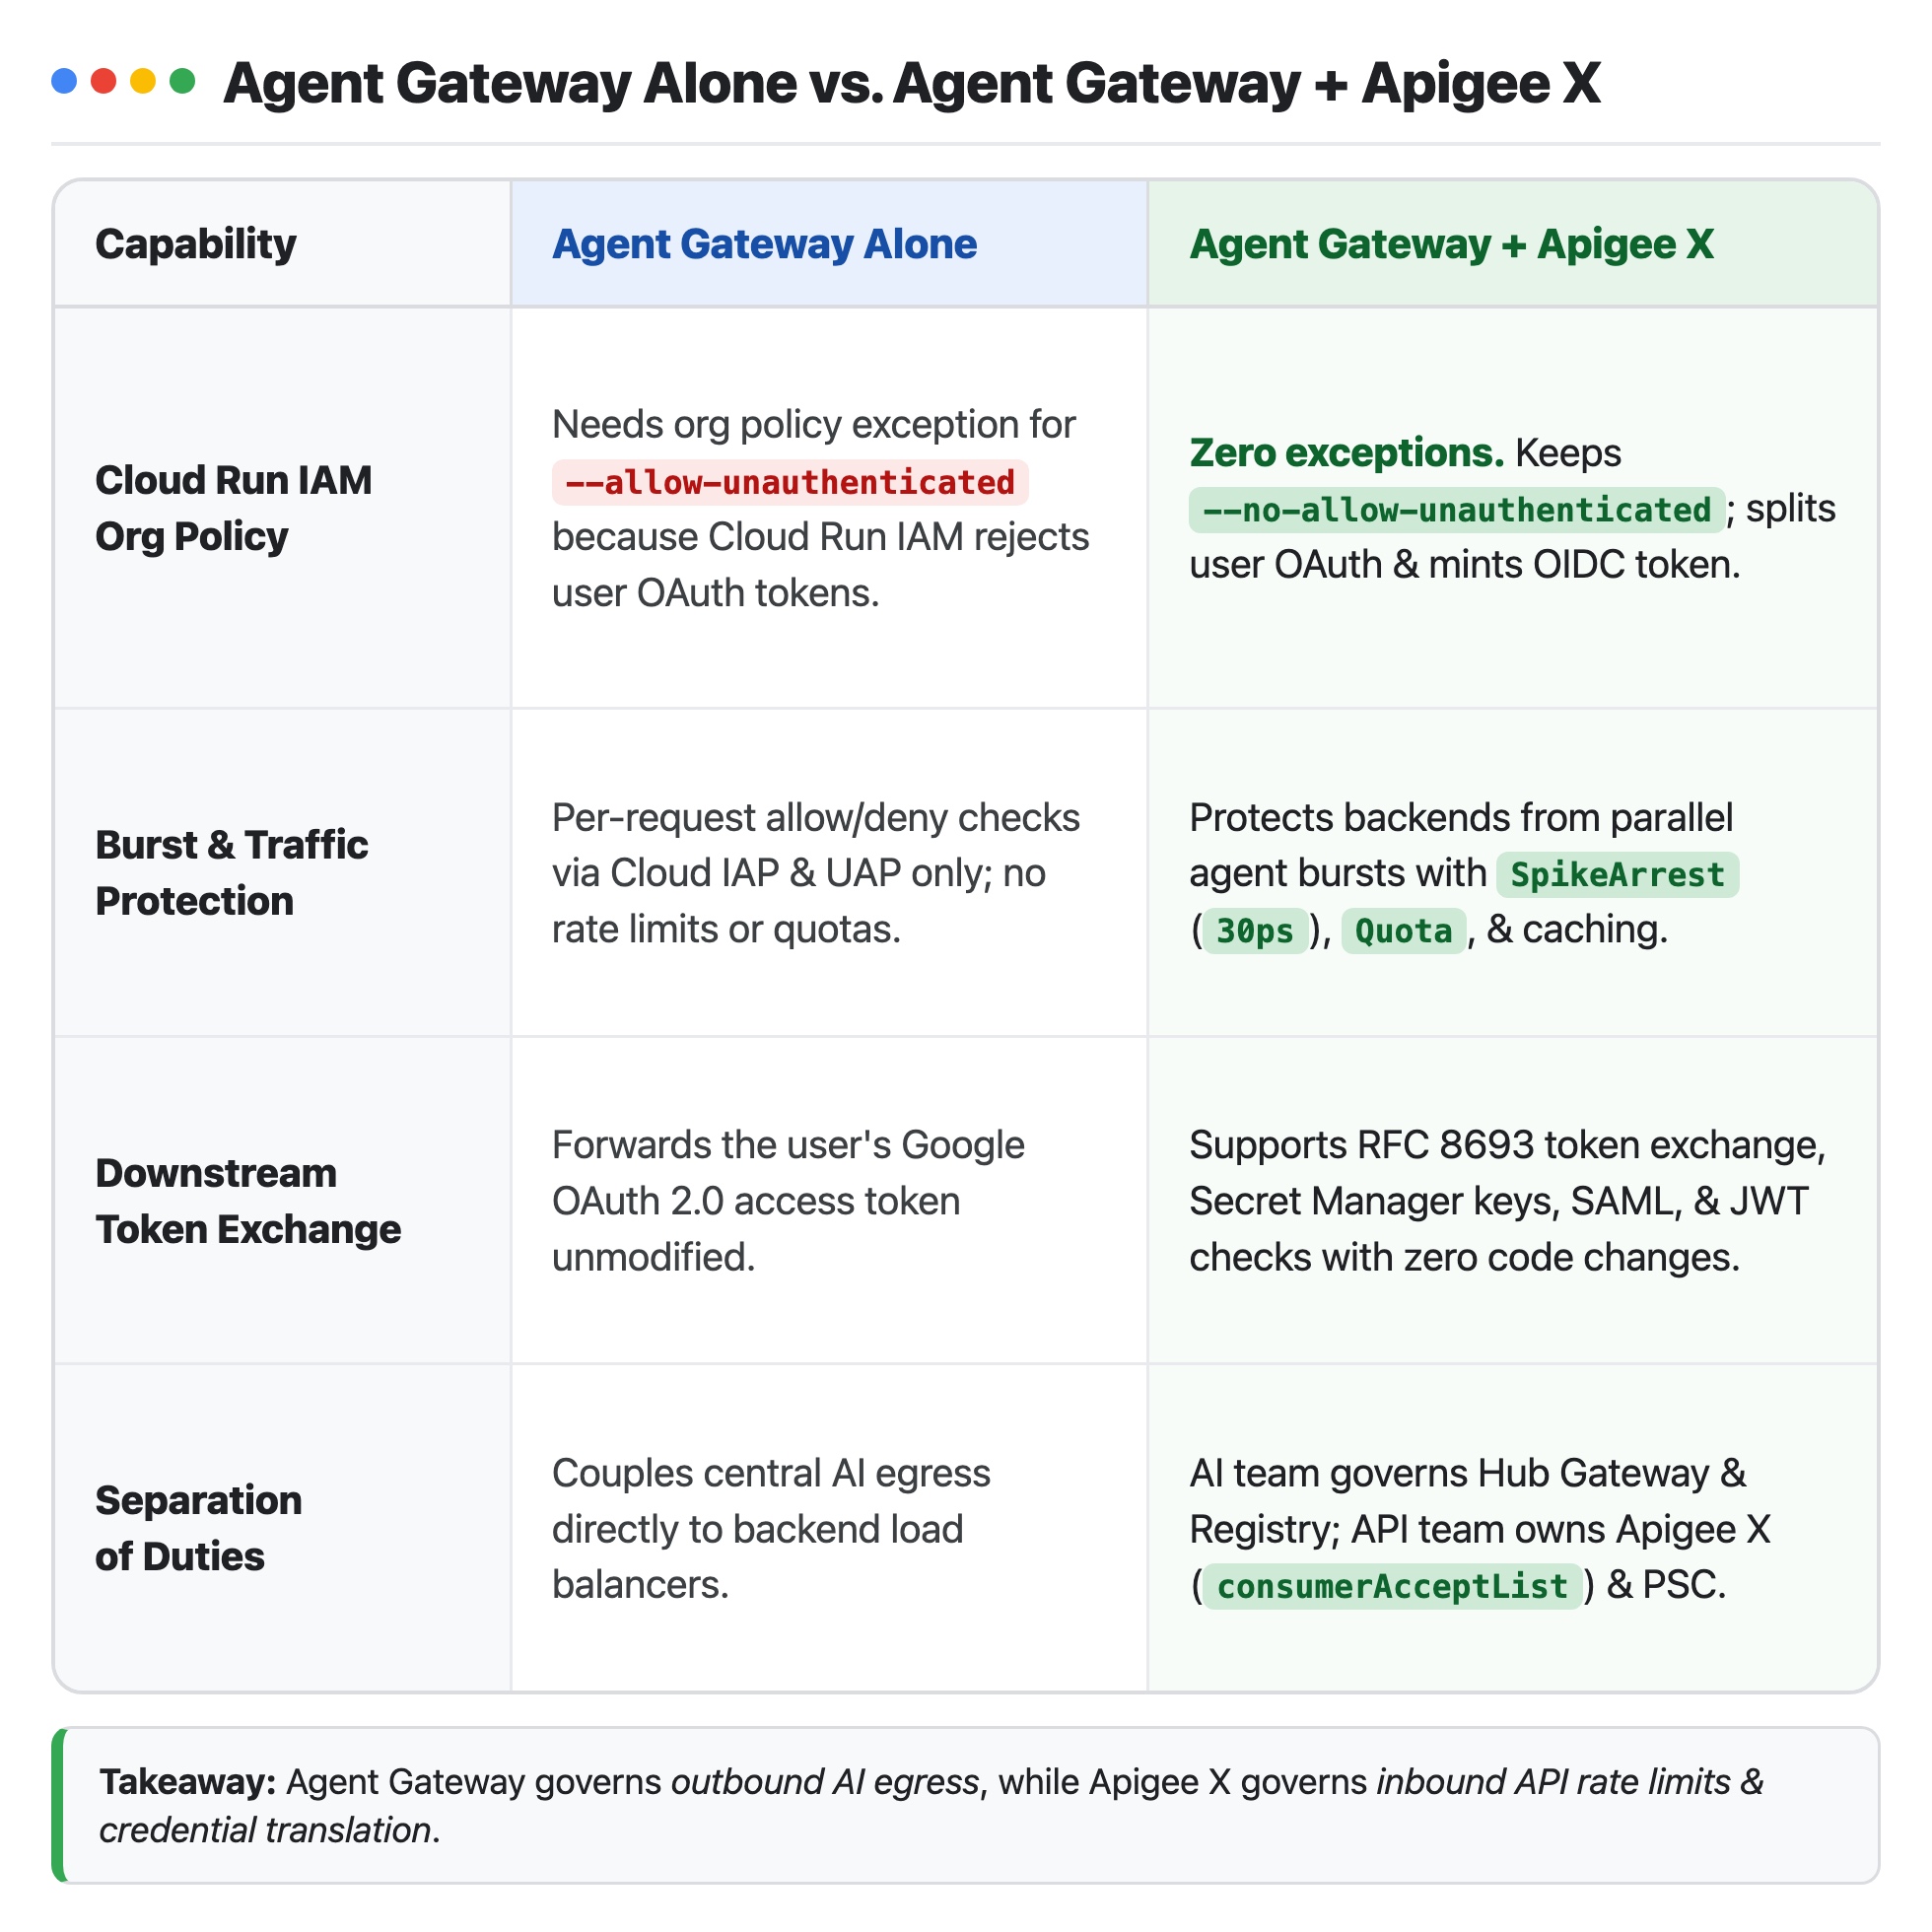 Agent Gateway Alone vs. Agent Gateway + Apigee X
Capability
Agent Gateway Alone
Agent Gateway + Apigee X
Cloud Run IAM
Org Policy
Needs org policy exception for
--allow-unauthenticated
because Cloud Run IAM rejects
user OAuth tokens.
Zero exceptions. Keeps
--no-allow-unauthenticated; splits
user OAuth & mints OIDC token.
Burst & Traffic
Protection
Per-request allow/deny checks
via Cloud IAP & UAP only; no
rate limits or quotas.
Protects backends from parallel
agent bursts with SpikeArrest
(30ps), Quota, & caching.
Downstream
Token Exchange
Forwards the user's Google
OAuth 2.0 access token
unmodified.
Supports RFC 8693 token exchange,
Secret Manager keys, SAML, & JWT
checks with zero code changes.
Separation
of Duties
Couples central AI egress
directly to backend load
balancers.
AI team governs Hub Gateway &
Registry; API team owns Apigee X
(consumerAcceptList) & PSC.
Takeaway: Agent Gateway governs outbound AI egress, while Apigee X governs inbound API rate limits &
credential translation.